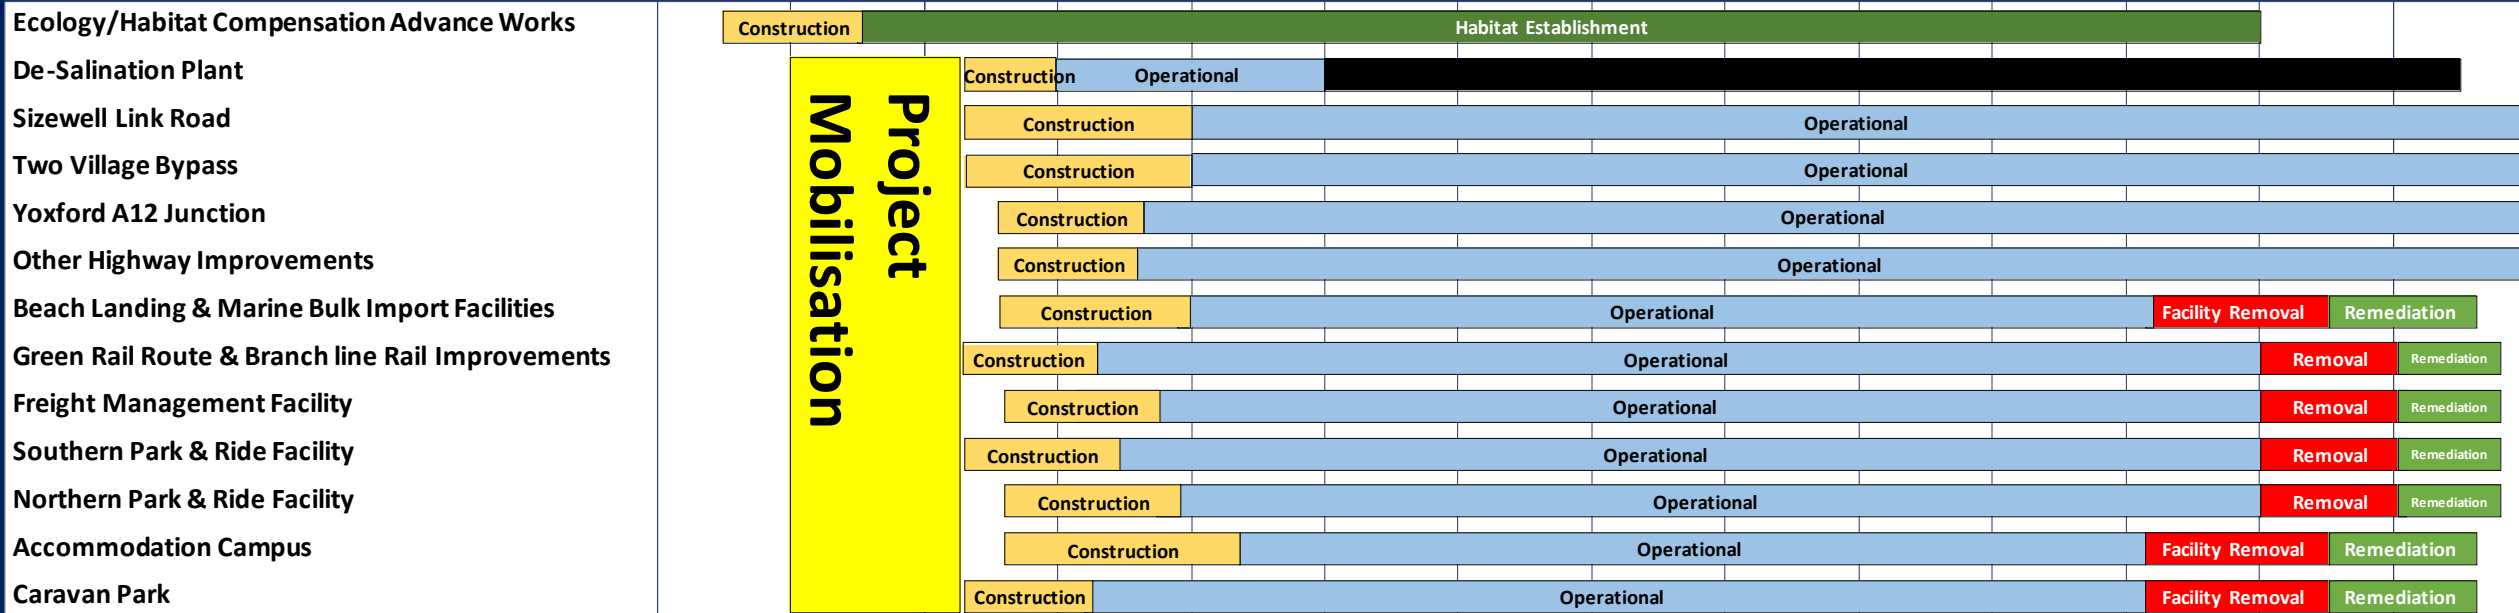 Ecology/Habitat Compensation Advance Works Construction Habitat Establishment
De-Salination Plant Construction Operational
Project
Mobilisation
Sizewell Link Road Construction Operational
Two Village Bypass Construction Operational
Yoxford A12 Junction Construction Operational
Other Highway Improvements Construction Operational
Beach Landing & Marine Bulk Import Facilities Construction Operational Facility Removal Remediation
Green Rail Route & Branch line Rail Improvements Construction Operational Removal Remediation
Freight Management Facility Construction Operational Removal Remediation
Southern Park & Ride Facility Construction Operational Removal Remediation
Northern Park & Ride Facility Construction Operational Removal Remediation
Accommodation Campus Construction Operational Facility Removal Remediation
Caravan Park Construction Operational Facility Removal Remediation